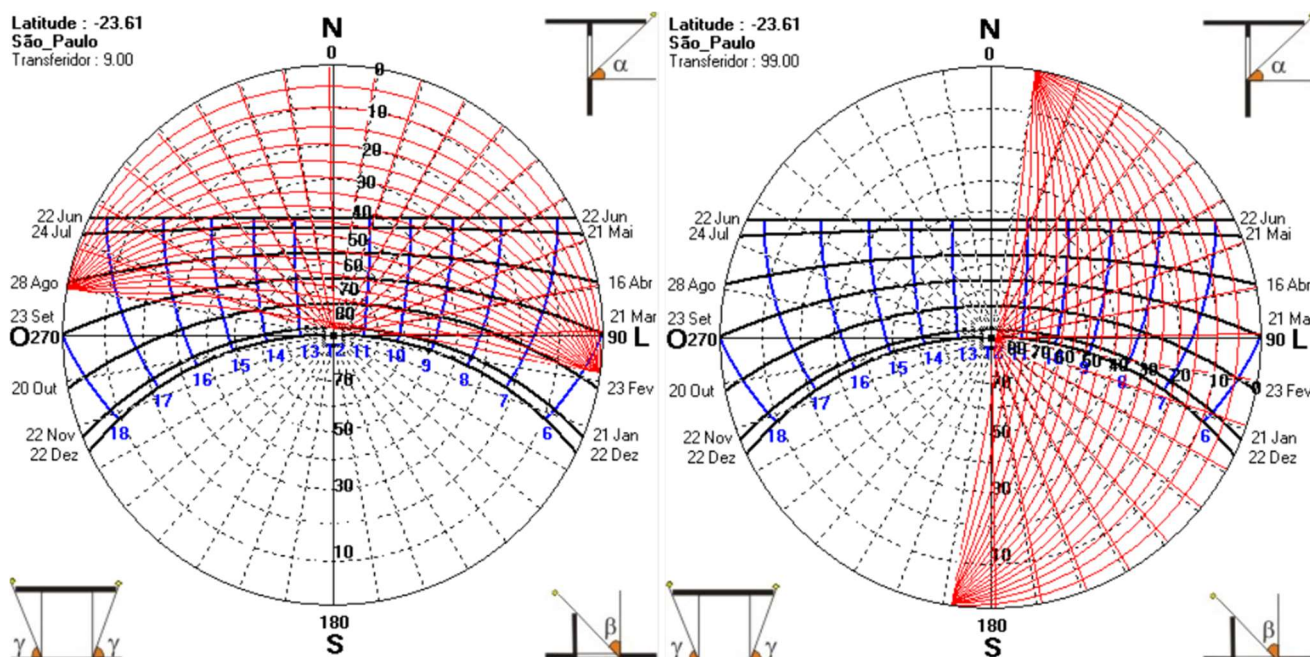 Latitude : -23.61
São_Paulo
Transferidor : 9.00
N
0
α
0
10
20
30
40
50
60
70
80
22 Jun
24 Jul
28 Ago
23 Set
O 270
20 Out
22 Nov
22 Dez
22 Jun
21 Mai
16 Abr
21 Mar
90 L
23 Fev
21 Jan
22 Dez
18
17
16
15
14
13
12
11
10
9
8
7
6
70
50
30
10
180
S
γ
γ
β
Latitude : -23.61
São_Paulo
Transferidor : 99.00
N
0
α
22 Jun
24 Jul
28 Ago
23 Set
O 270
20 Out
22 Nov
22 Dez
22 Jun
21 Mai
16 Abr
21 Mar
90 L
23 Fev
21 Jan
22 Dez
18
17
16
15
14
13
80
70
60
50
40
30
20
10
0
8
7
6
70
50
30
10
180
S
γ
γ
β